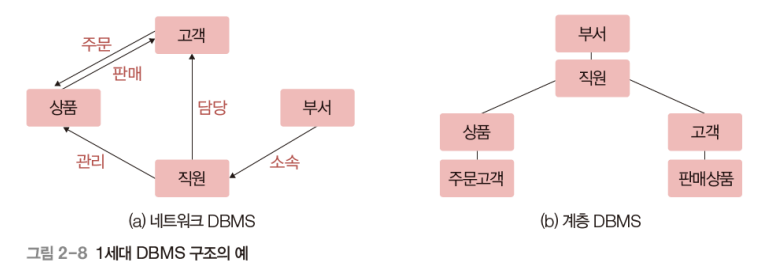 고객
주문
판매
상품
담당
부서
관리
소속
직원
(a) 네트워크 DBMS
부서
직원
상품
고객
주문고객
판매상품
(b) 계층 DBMS
그림 2-8 1세대 DBMS 구조의 예